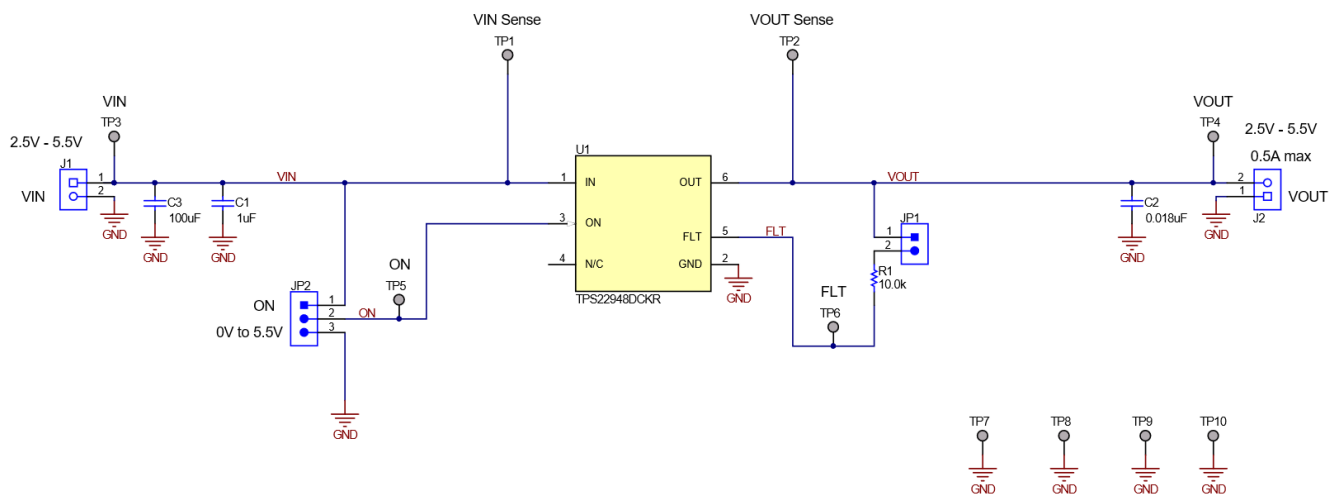 VIN Sense
TP1
VOUT Sense
TP2
VIN
TP3
2.5V - 5.5V
J1
1
2
VIN
GND
C3
100uF
GND
C1
1uF
GND
VIN
U1
1
IN
3
ON
4
N/C
OUT
6
FLT
5
GND
2
TPS22948DCKR
GND
FLT
VOUT
JP1
1
2
R1
10.0k
FLT
TP6
ON
TP5
JP2
ON
0V to 5.5V
1
2
3
ON
GND
VOUT
TP4
2.5V - 5.5V
0.5A max
2
1
VOUT
J2
GND
C2
0.018uF
GND
TP7
GND
TP8
GND
TP9
GND
TP10
GND